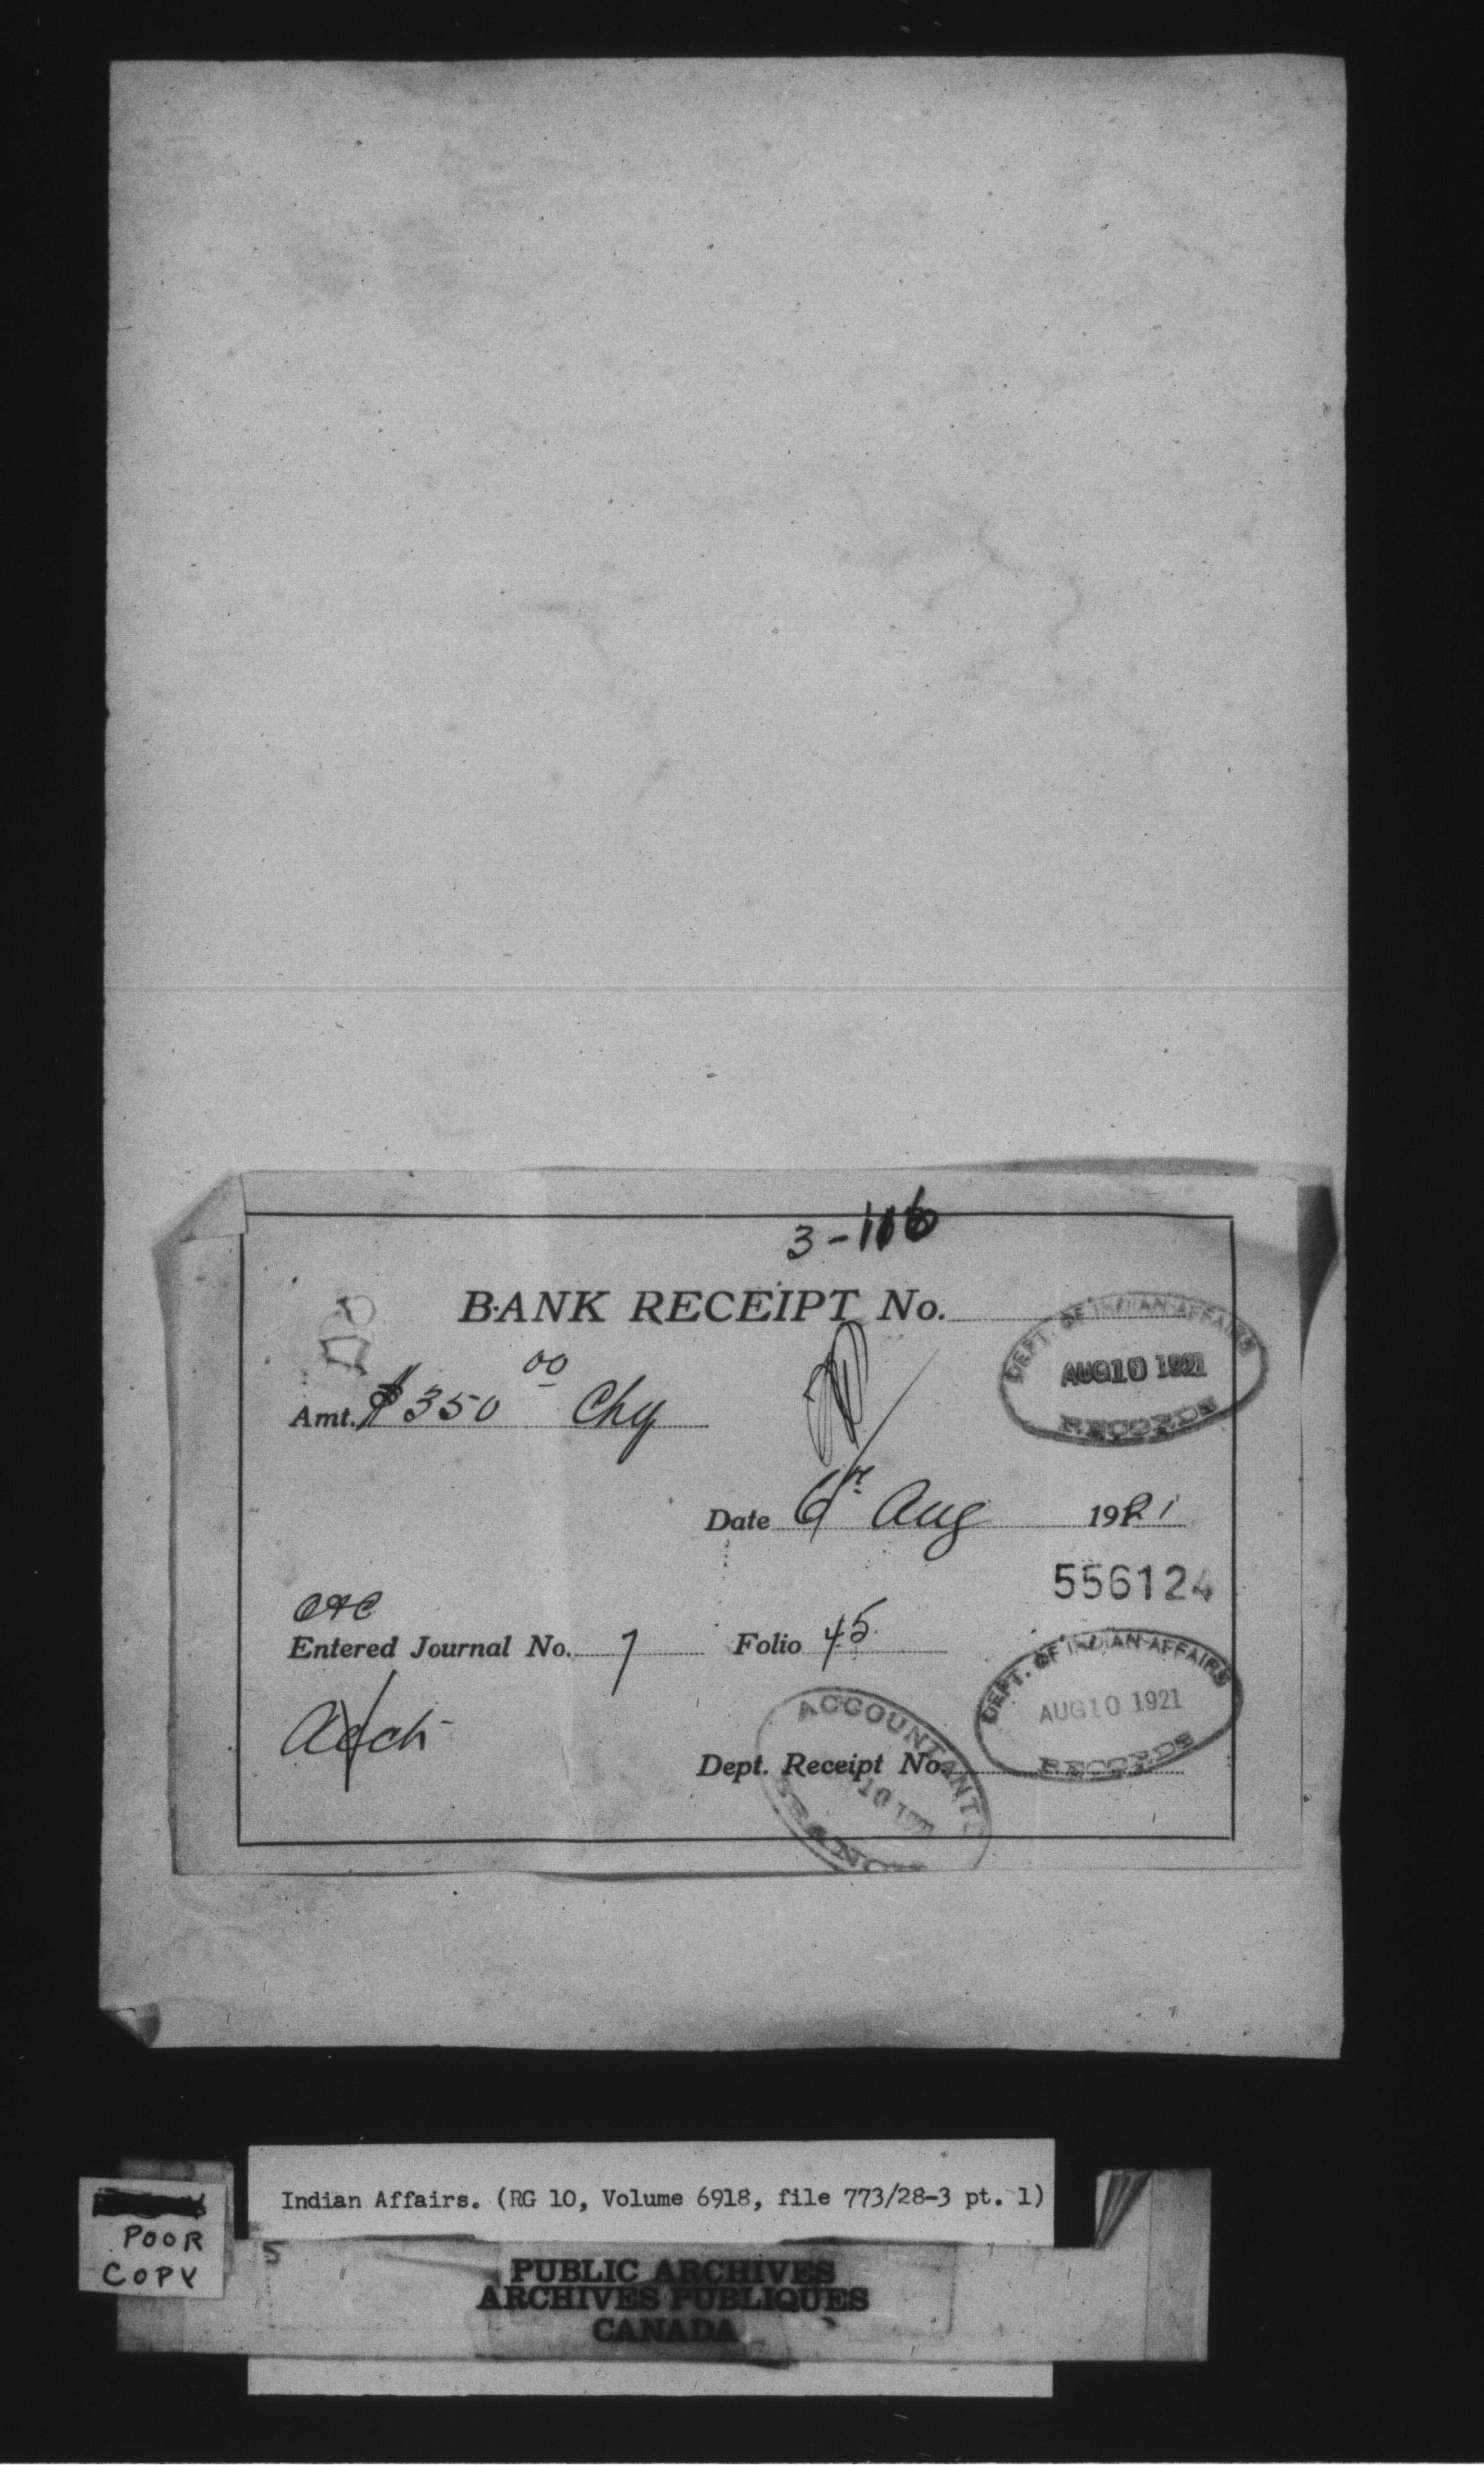 3-106
BANK RECEIPT No.
DEPT. OF INDIAN AFFAIRS
AUG 10 1921
RECORDS
Amt. $350 00 Chq
Date 6th Aug 1921
556124
Entered Journal No. 7 Folio 45
DEPT. OF INDIAN AFFAIRS
AUG 10 1921
RECORDS
ACCOUNTANTS
Dept. Receipt No.
Indian Affairs. (RG 10, Volume 6918, file 773/28-3 pt. 1)
POOR
COPY
PUBLIC ARCHIVES
ARCHIVES PUBLIQUES
CANADA